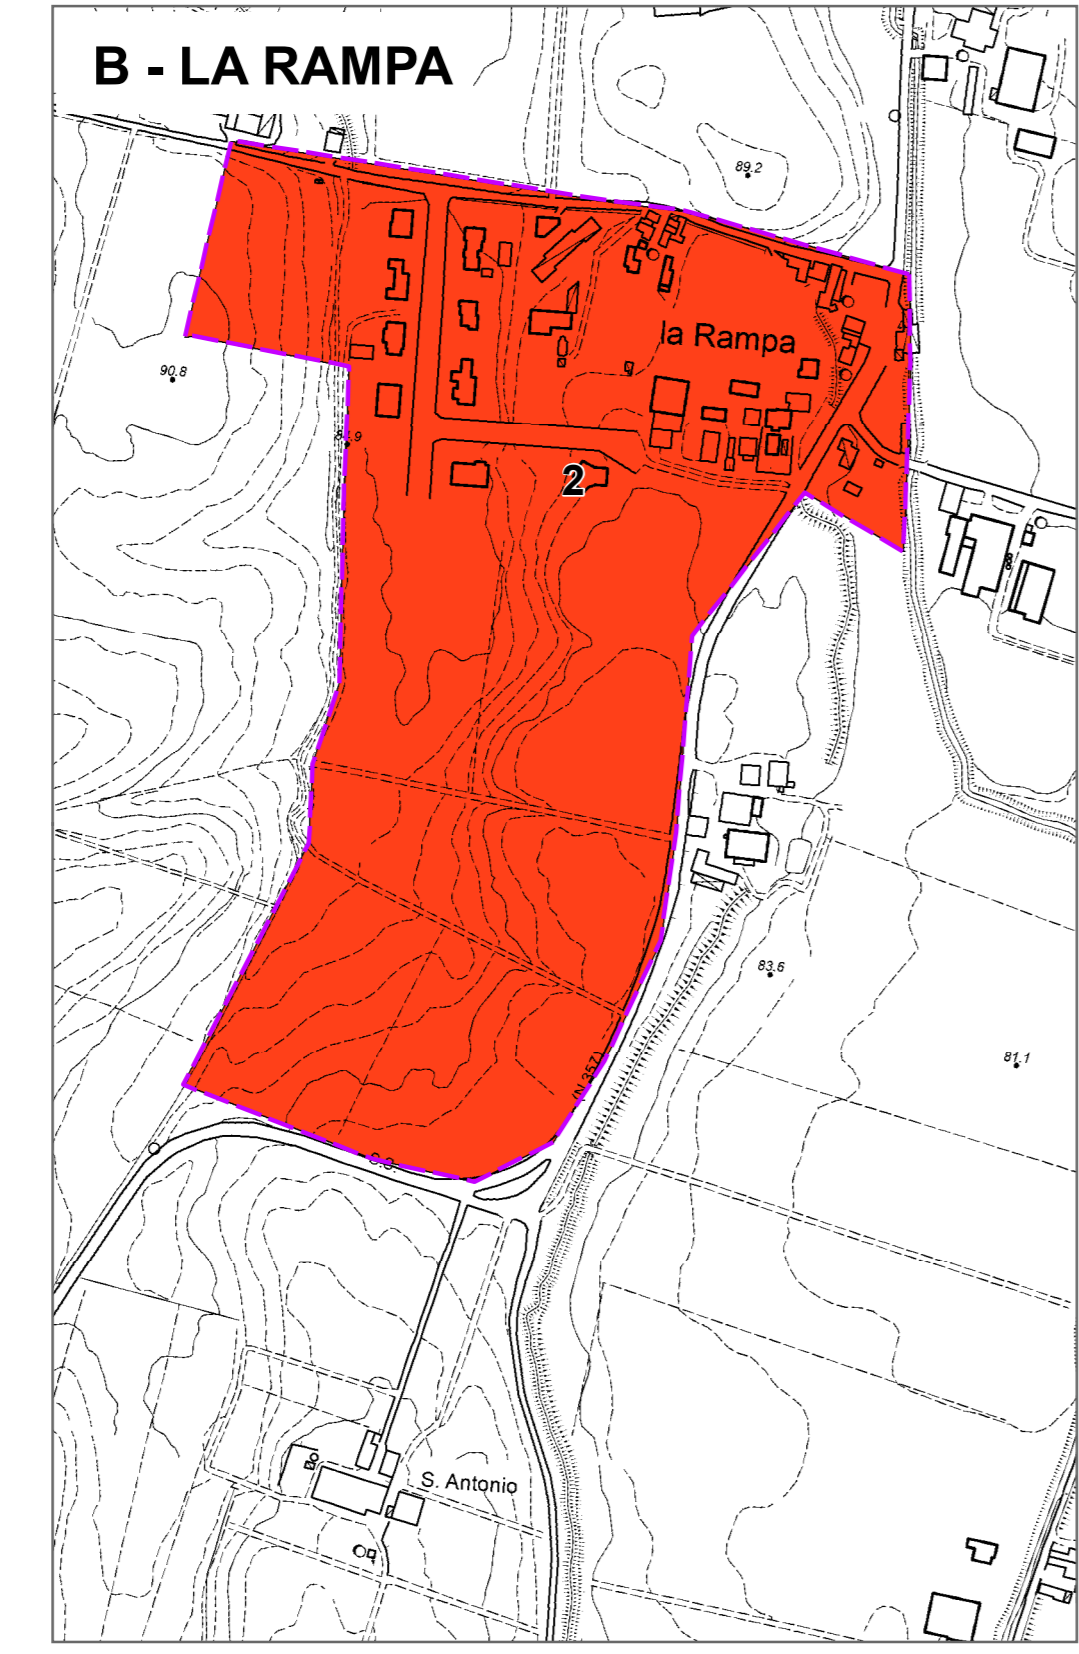 B - LA RAMPA
89.2
la Rampa
90.8
2
83.6
81.1
(N 357)
S.S.
S. Antonio